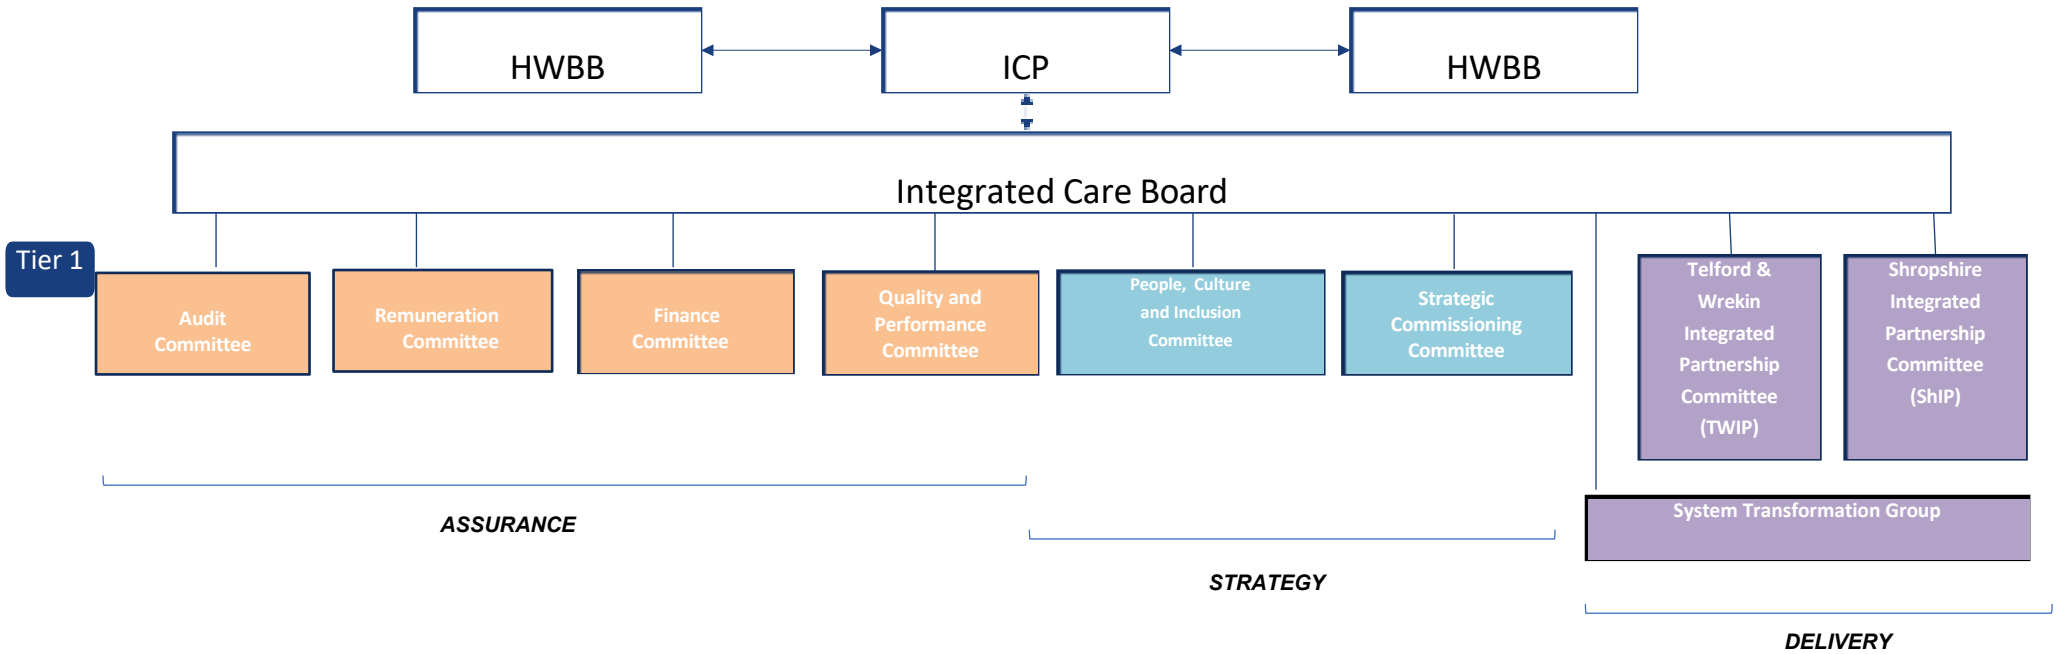 HWBB
ICP
HWBB
Integrated Care Board
Tier 1
Audit
Committee
Remuneration
Committee
Finance
Committee
Quality and
Performance
Committee
People, Culture
and Inclusion
Committee
Strategic
Commissioning
Committee
Telford &
Wrekin
Integrated
Partnership
Committee
(TWIP)
Shropshire
Integrated
Partnership
Committee
(ShIP)
System Transformation Group
ASSURANCE
STRATEGY
DELIVERY